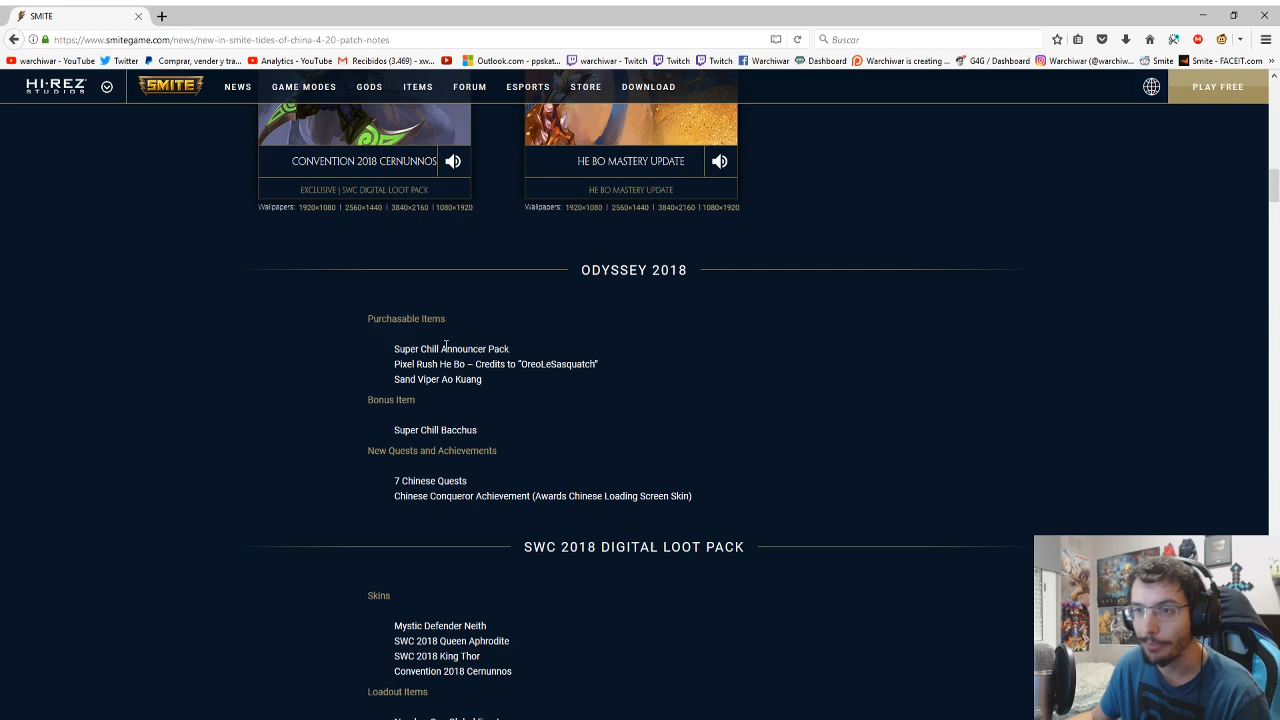 SMITE
https://www.smitegame.com/news/new-in-smite-tides-of-china-4-20-patch-notes
Buscar
warchiwar - YouTube
Twitter
Comprar, vender y tra...
Analytics - YouTube
Recibidos (3.469) - xw...
Outlook.com - ppskat...
warchiwar - Twitch
Twitch
Twitch
Warchiwar
Dashboard
Warchiwar is creating ...
G4G / Dashboard
Warchiwar (@warchiw...
Smite
Smite - FACEIT.com
HI-REZ
STUDIOS
SMITE
NEWS
GAME MODES
GODS
ITEMS
FORUM
ESPORTS
STORE
DOWNLOAD
PLAY FREE
CONVENTION 2018 CERNUNNOS
HE BO MASTERY UPDATE
EXCLUSIVE | SWC DIGITAL LOOT PACK
HE BO MASTERY UPDATE
Wallpapers: 1920×1080 | 2560×1440 | 3840×2160 | 1080×1920
Wallpapers: 1920×1080 | 2560×1440 | 3840×2160 | 1080×1920
ODYSSEY 2018
Purchasable Items
Super Chill Announcer Pack
Pixel Rush He Bo – Credits to “OreoLeSasquatch”
Sand Viper Ao Kuang
Bonus Item
Super Chill Bacchus
New Quests and Achievements
7 Chinese Quests
Chinese Conqueror Achievement (Awards Chinese Loading Screen Skin)
SWC 2018 DIGITAL LOOT PACK
Skins
Mystic Defender Neith
SWC 2018 Queen Aphrodite
SWC 2018 King Thor
Convention 2018 Cernunnos
Loadout Items